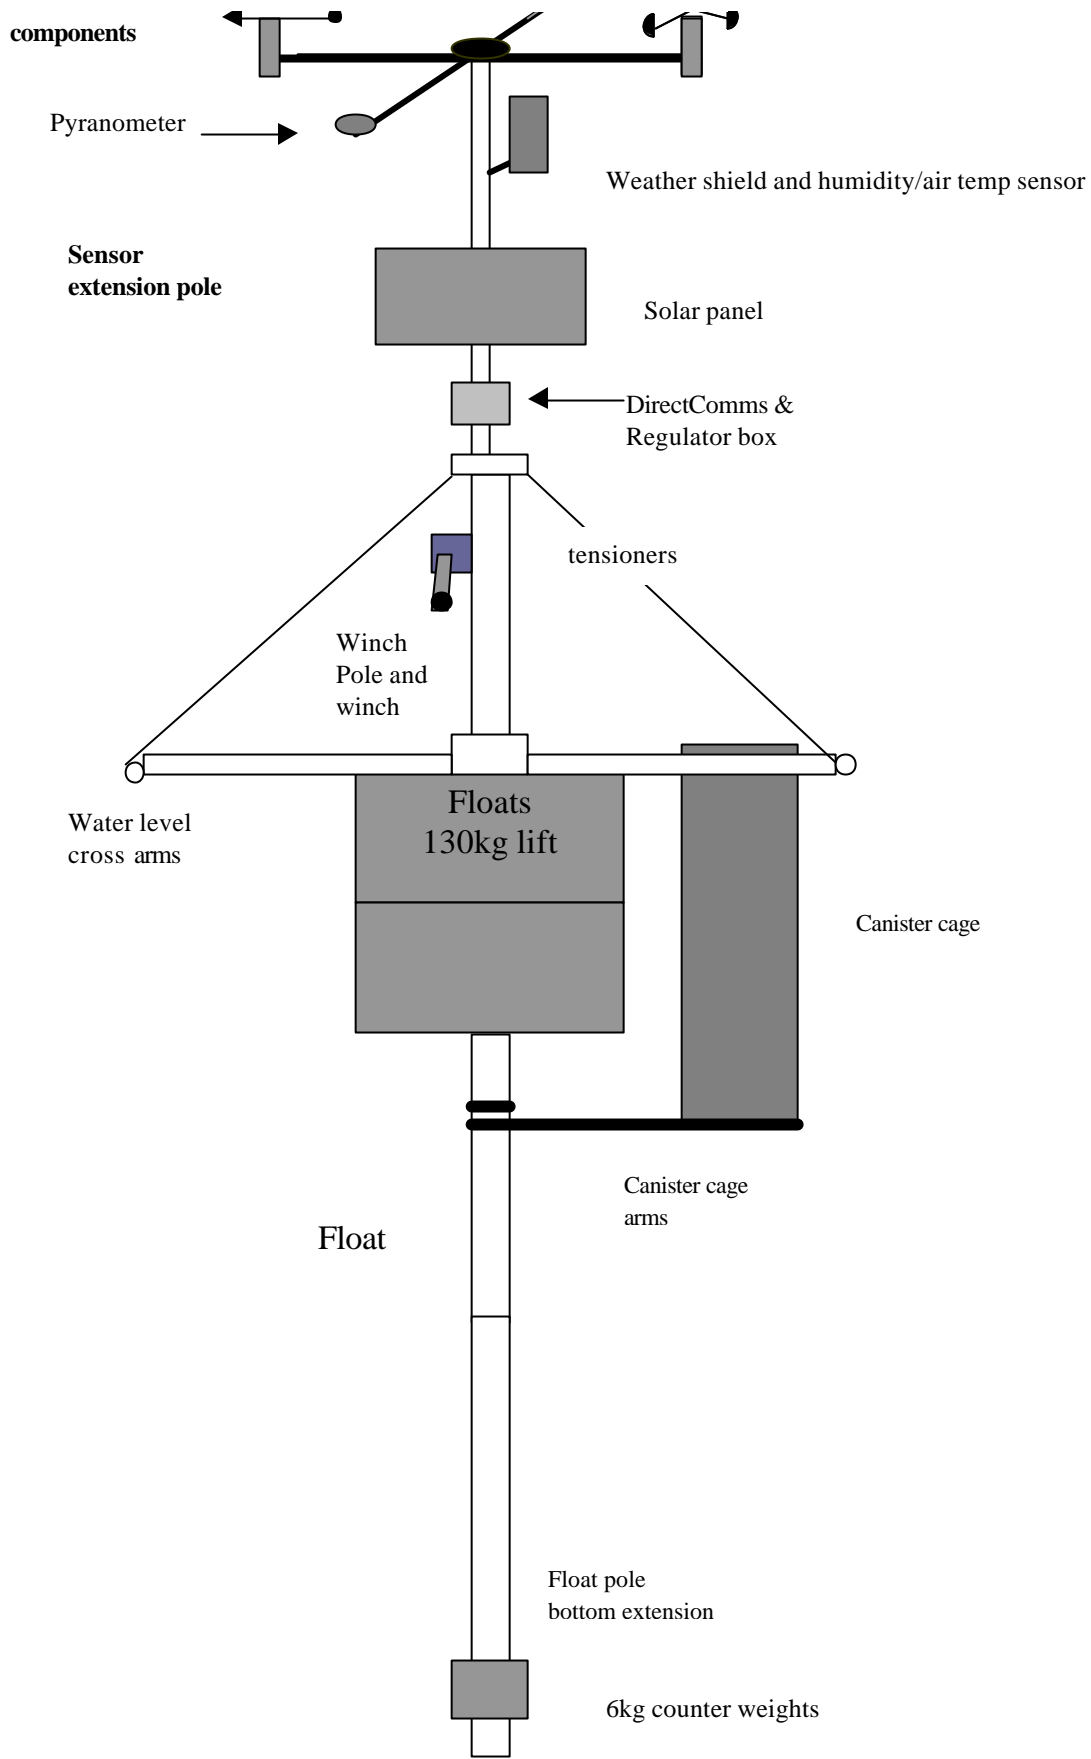 components
Pyranometer
Weather shield and humidity/air temp sensor
Sensor
extension pole
Solar panel
DirectComms &
Regulator box
tensioners
Winch
Pole and
winch
Floats
130kg lift
Water level
cross arms
Canister cage
Canister cage
arms
Float
Float pole
bottom extension
6kg counter weights